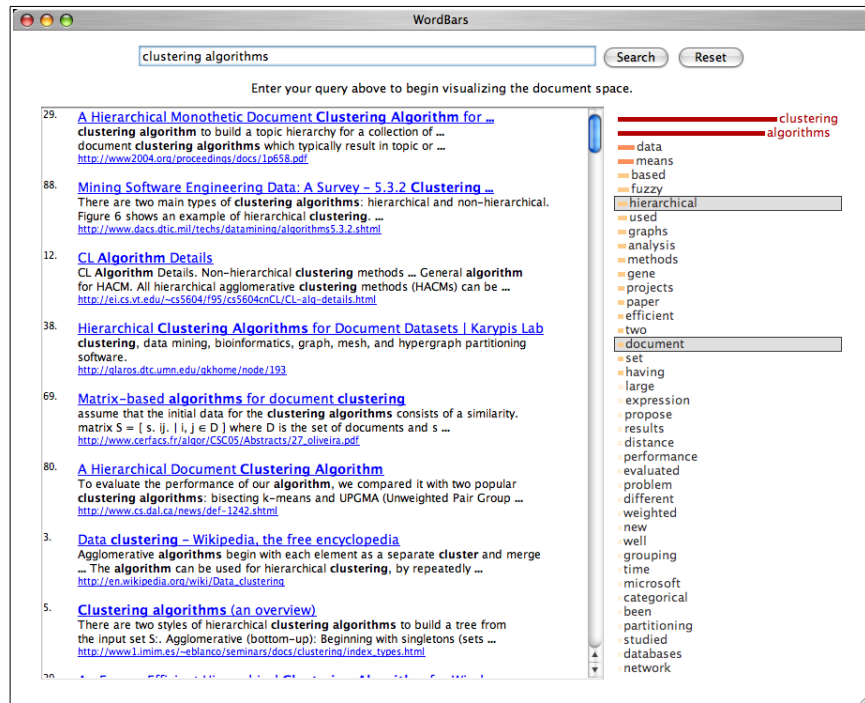 WordBars
clustering algorithms
Search
Reset
Enter your query above to begin visualizing the document space.
29. A Hierarchical Monothetic Document Clustering Algorithm for ...
clustering algorithm to build a topic hierarchy for a collection of ...
document clustering algorithms which typically result in topic or ...
http://www2004.org/proceedings/docs/1p658.pdf
88. Mining Software Engineering Data: A Survey - 5.3.2 Clustering ...
There are two main types of clustering algorithms: hierarchical and non-hierarchical.
Figure 6 shows an example of hierarchical clustering. ...
http://www.dacs.dtic.mil/techs/datamining/algorithms5.3.2.shtml
12. CL Algorithm Details
CL Algorithm Details. Non-hierarchical clustering methods ... General algorithm
for HACM. All hierarchical agglomerative clustering methods (HACMs) can be ...
http://ei.cs.vt.edu/~cs5604/f95/cs5604cnCL/CL-alg-details.html
38. Hierarchical Clustering Algorithms for Document Datasets | Karypis Lab
clustering, data mining, bioinformatics, graph, mesh, and hypergraph partitioning
software.
http://glaros.dtc.umn.edu/gkhome/node/193
69. Matrix-based algorithms for document clustering
assume that the initial data for the clustering algorithms consists of a similarity.
matrix S = [ s. ij. | i, j ∈ D ] where D is the set of documents and s ...
http://www.cerfacs.fr/algor/CSC05/Abstracts/27_oliveira.pdf
80. A Hierarchical Document Clustering Algorithm
To evaluate the performance of our algorithm, we compared it with two popular
clustering algorithms: bisecting k-means and UPGMA (Unweighted Pair Group ...
http://www.cs.dal.ca/news/def-1242.shtml
3. Data clustering - Wikipedia, the free encyclopedia
Agglomerative algorithms begin with each element as a separate cluster and merge
... The algorithm can be used for hierarchical clustering, by repeatedly ...
http://en.wikipedia.org/wiki/Data_clustering
5. Clustering algorithms (an overview)
There are two styles of hierarchical clustering algorithms to build a tree from
the input set S:. Agglomerative (bottom-up): Beginning with singletons (sets ...
http://www1.imim.es/~eblanco/seminars/docs/clustering/index_types.html
clustering
algorithms
data
means
based
fuzzy
hierarchical
used
graphs
analysis
methods
gene
projects
paper
efficient
two
document
set
having
large
expression
propose
results
distance
performance
evaluated
problem
different
weighted
new
well
grouping
time
microsoft
categorical
been
partitioning
studied
databases
network